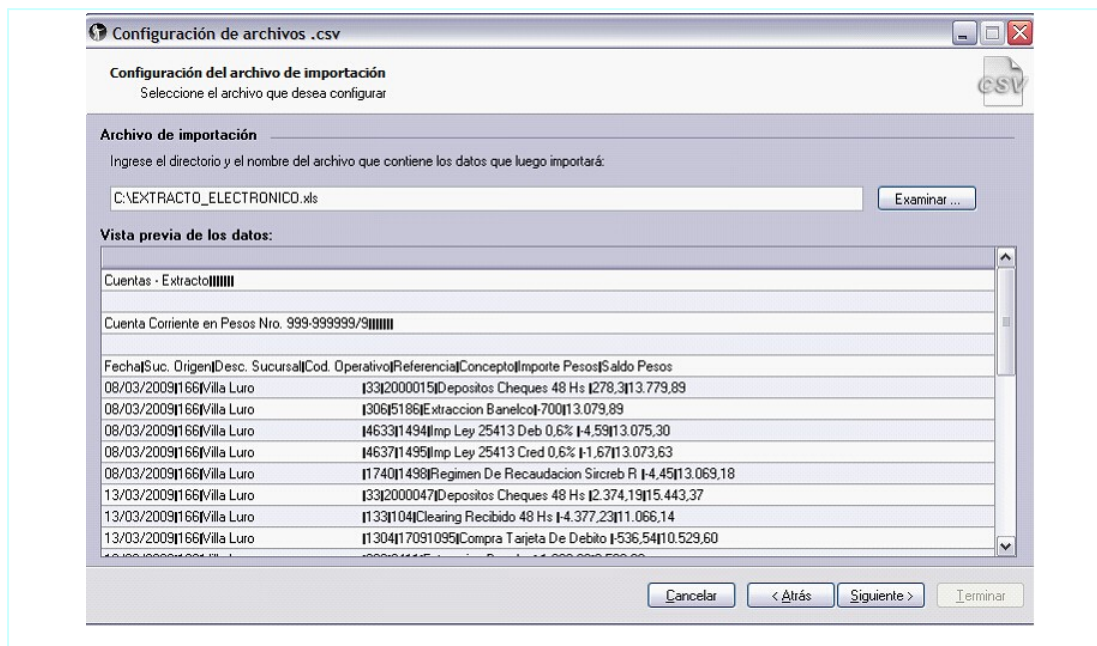 Configuración de archivos .csv
Configuración del archivo de importación
Seleccione el archivo que desea configurar
CSV
Archivo de importación
Ingrese el directorio y el nombre del archivo que contiene los datos que luego importará:
C:\EXTRACTO_ELECTRONICO.xls
Examinar ...
Vista previa de los datos:
Cuentas - Extracto|||||||
Cuenta Corriente en Pesos Nro. 999-999999/9|||||||
Fecha|Suc. Origen|Desc. Sucursal|Cod. Operativo|Referencia|Concepto|Importe Pesos|Saldo Pesos
08/03/2009|166|Villa Luro |33|2000015|Depositos Cheques 48 Hs |278,3|13.779,89
08/03/2009|166|Villa Luro |306|5186|Extraccion Banelco|-700|13.079,89
08/03/2009|166|Villa Luro |4633|1494|Imp Ley 25413 Deb 0,6% |-4,59|13.075,30
08/03/2009|166|Villa Luro |4637|1495|Imp Ley 25413 Cred 0,6% |-1,67|13.073,63
08/03/2009|166|Villa Luro |1740|1498|Regimen De Recaudacion Sircreb R |-4,45|13.069,18
13/03/2009|166|Villa Luro |33|2000047|Depositos Cheques 48 Hs |2.374,19|15.443,37
13/03/2009|166|Villa Luro |133|104|Clearing Recibido 48 Hs |-4.377,23|11.066,14
13/03/2009|166|Villa Luro |1304|17091095|Compra Tarjeta De Debito |-536,54|10.529,60
Cancelar
< Atrás
Siguiente >
Terminar